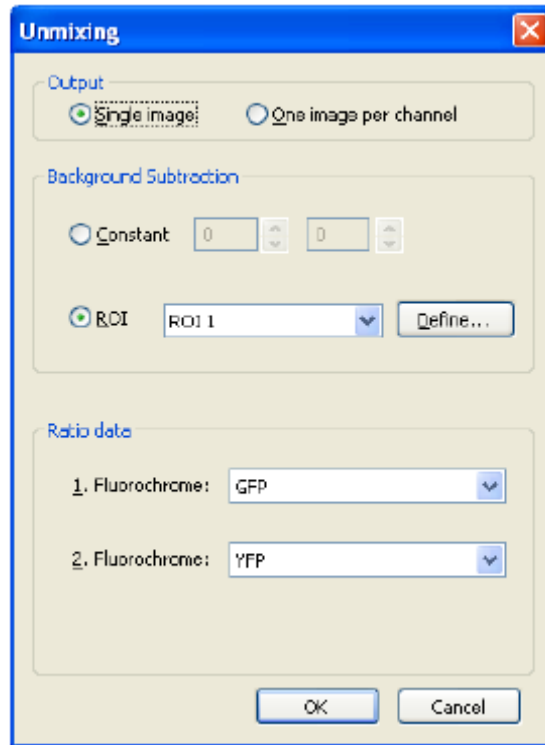 Unmixing
Output
Single image One image per channel
Background Subtraction
Constant 0 0
ROI ROI 1 Define...
Ratio data
1. Fluorochrome: GFP
2. Fluorochrome: YFP
OK Cancel